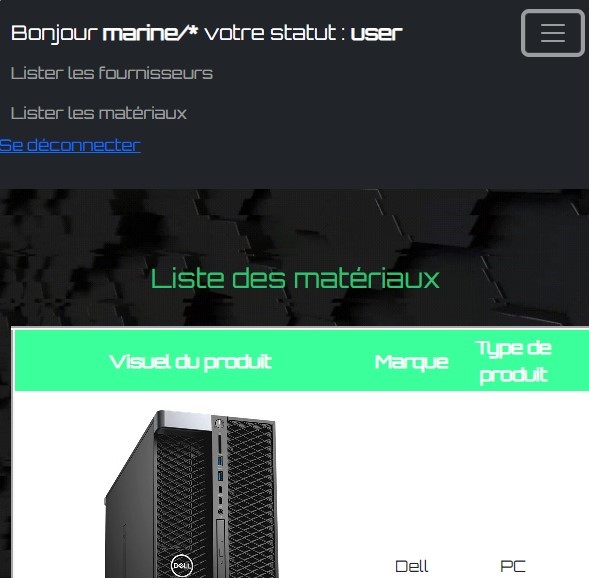 Bonjour marine/* votre statut : user
Lister les fournisseurs
Lister les matériaux
Se déconnecter
Liste des matériaux
Visuel du produit Marque Type de
produit
DELL
Dell PC